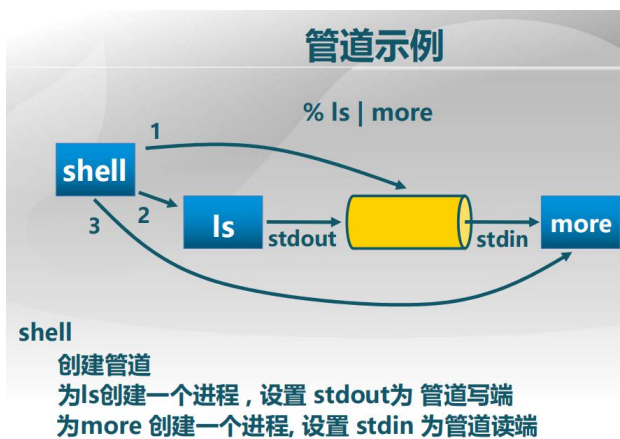 管道示例
% ls | more
1
shell
3
2
ls
stdout
stdin
more
shell
创建管道
为ls创建一个进程 , 设置 stdout为 管道写端
为more 创建一个进程, 设置 stdin 为管道读端